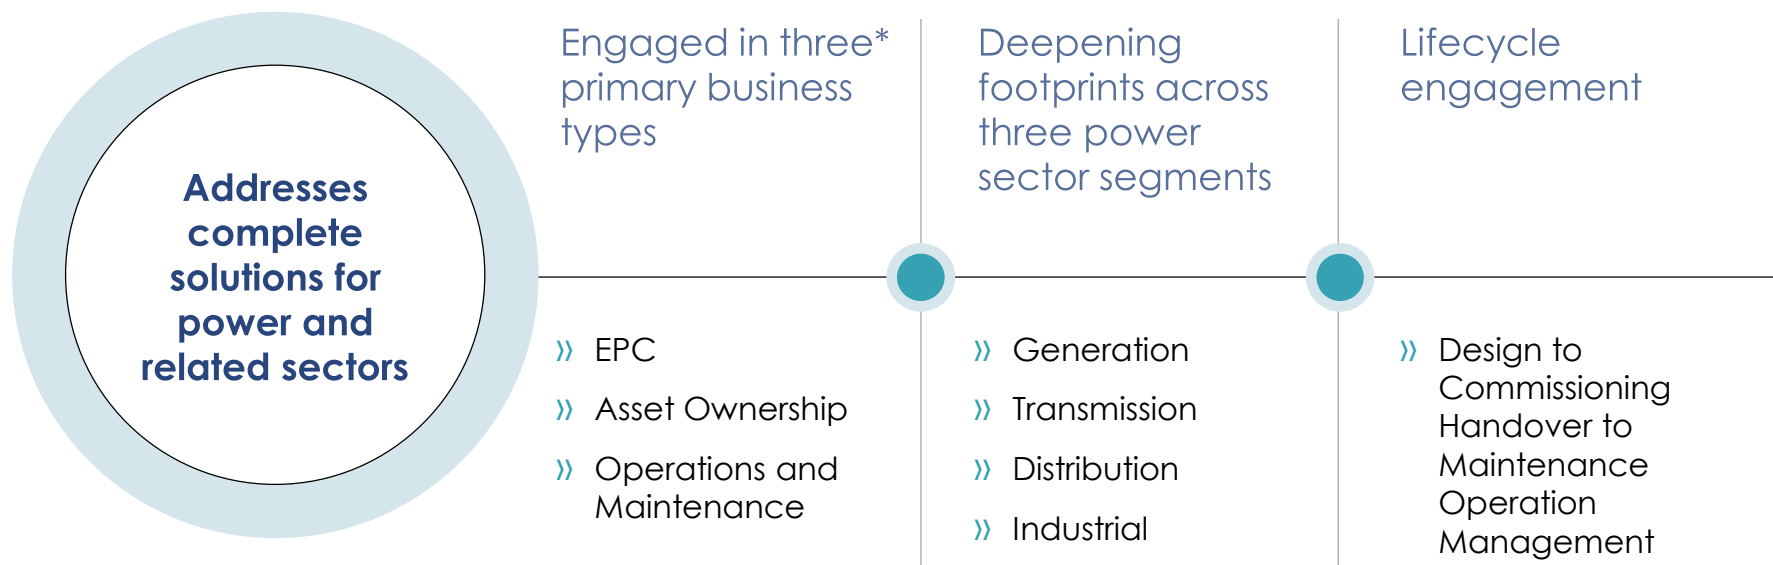 Addresses
complete
solutions for
power and
related sectors
Engaged in three*
primary business
types
» EPC
» Asset Ownership
» Operations and
Maintenance
Deepening
footprints across
three power
sector segments
» Generation
» Transmission
» Distribution
» Industrial
Lifecycle
engagement
» Design to
Commissioning
Handover to
Maintenance
Operation
Management